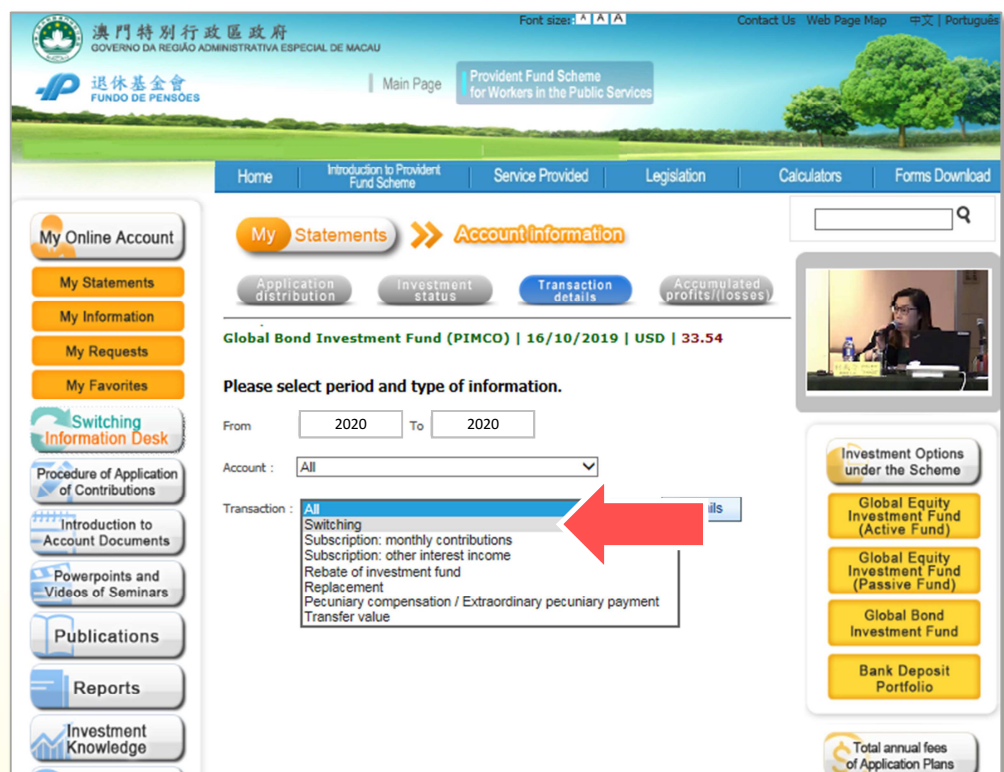 Font size: A A A
Contact Us Web Page Map 中文 | Português
澳門特別行政區政府
GOVERNO DA REGIÃO ADMINISTRATIVA ESPECIAL DE MACAU
退休基金會
FUNDO DE PENSÕES
Main Page
Provident Fund Scheme
for Workers in the Public Services
Home
Introduction to Provident
Fund Scheme
Service Provided
Legislation
Calculators
Forms Download
My Online Account
My Statements
My Information
My Requests
My Favorites
Switching
Information Desk
Procedure of Application
of Contributions
Introduction to
Account Documents
Powerpoints and
Videos of Seminars
Publications
Reports
Investment
Knowledge
My Statements
Account Information
Application
distribution
Investment
status
Transaction
details
Accumulated
profits/(losses)
Global Bond Investment Fund (PIMCO) | 16/10/2019 | USD | 33.54
Please select period and type of information.
From 2020 To 2020
Account : All
Transaction : All
ils
Switching
Subscription: monthly contributions
Subscription: other interest income
Rebate of investment fund
Replacement
Pecuniary compensation / Extraordinary pecuniary payment
Transfer value
Investment Options
under the Scheme
Global Equity
Investment Fund
(Active Fund)
Global Equity
Investment Fund
(Passive Fund)
Global Bond
Investment Fund
Bank Deposit
Portfolio
Total annual fees
of Application Plans